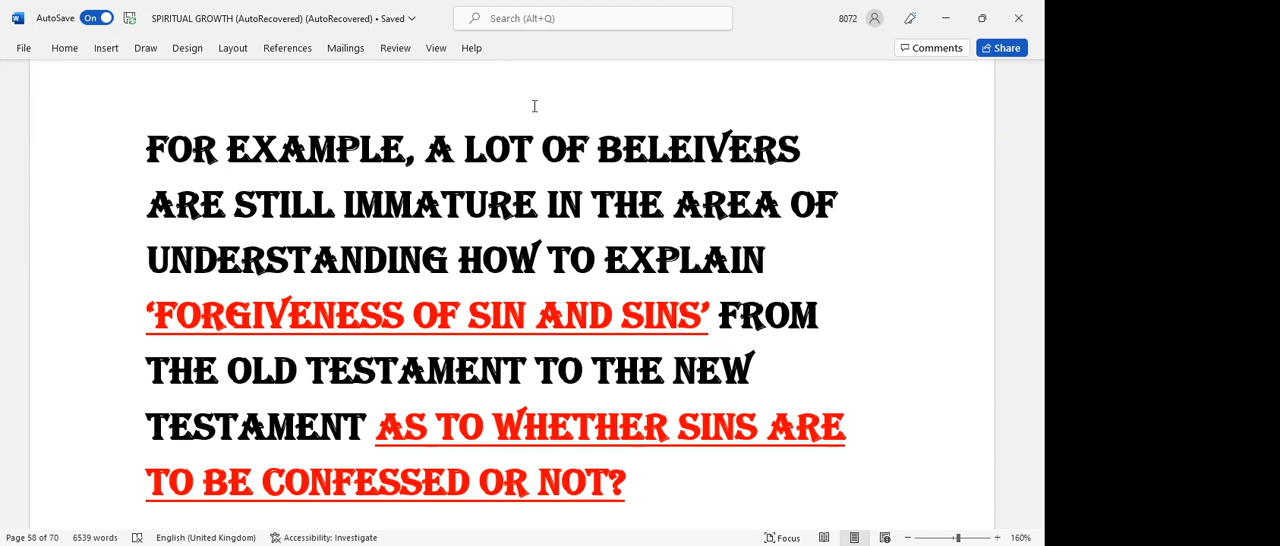 AutoSave On SPIRITUAL GROWTH (AutoRecovered) (AutoRecovered) • Saved Search (Alt+Q) 8072
File Home Insert Draw Design Layout References Mailings Review View Help Comments Share
FOR EXAMPLE, A LOT OF BELEIVERS
ARE STILL IMMATURE IN THE AREA OF
UNDERSTANDING HOW TO EXPLAIN
‘FORGIVENESS OF SIN AND SINS’ FROM
THE OLD TESTAMENT TO THE NEW
TESTAMENT AS TO WHETHER SINS ARE
TO BE CONFESSED OR NOT?
Page 58 of 70 6539 words English (United Kingdom) Accessibility: Investigate Focus 160%